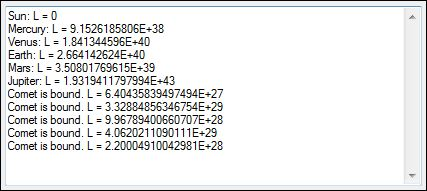 Sun: L = 0
Mercury: L = 9.1526185806E+38
Venus: L = 1.841344596E+40
Earth: L = 2.664142624E+40
Mars: L = 3.50801769615E+39
Jupiter: L = 1.9319411797994E+43
Comet is bound. L = 6.40435839497494E+27
Comet is bound. L = 3.32884856346754E+29
Comet is bound. L = 9.96789400660707E+28
Comet is bound. L = 4.0620211090111E+29
Comet is bound. L = 2.20004910042981E+28